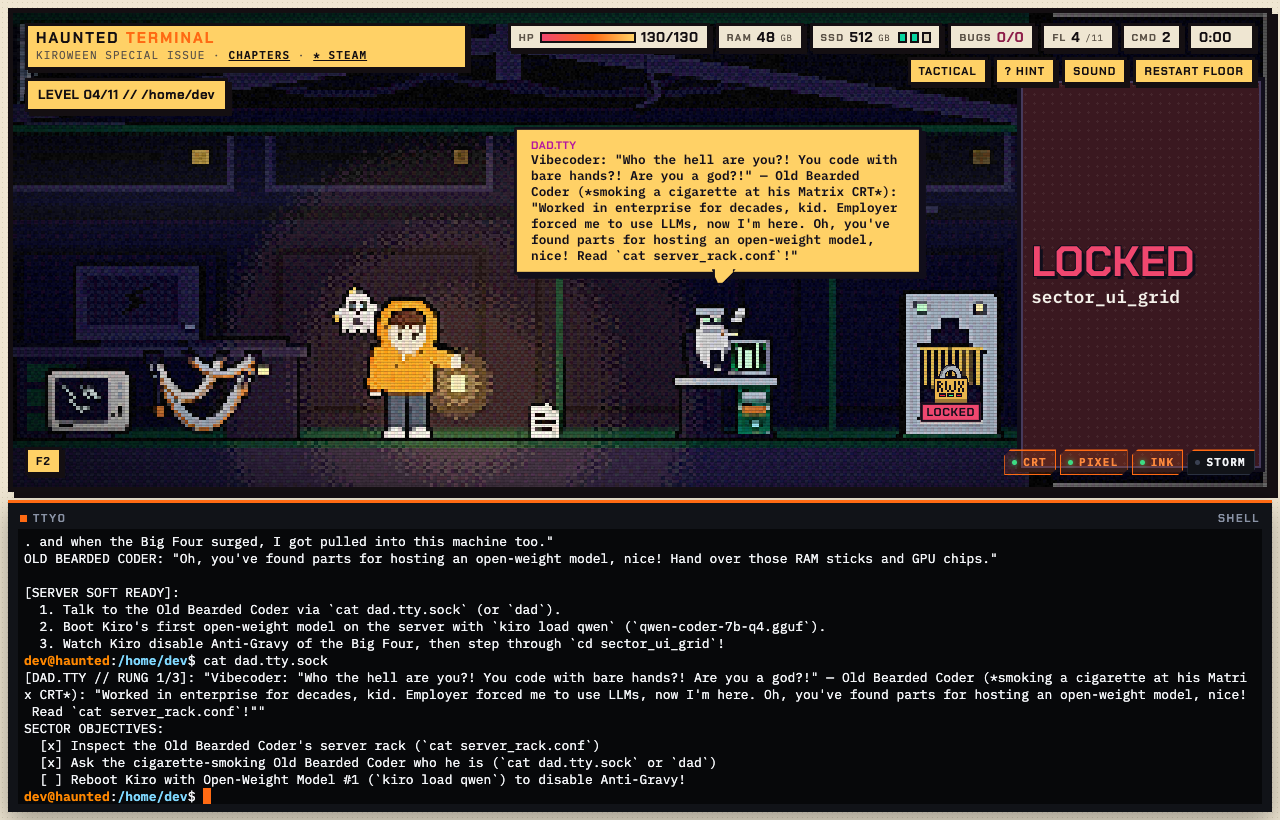 HAUNTED TERMINAL
KIROWEEN SPECIAL ISSUE · CHAPTERS · * STEAM
HP 130/130
RAM 48 GB
SSD 512 GB
BUGS 0/0
FL 4 /11
CMD 2
0:00
TACTICAL
? HINT
SOUND
RESTART FLOOR
LEVEL 04/11 // /home/dev
DAD.TTY
Vibecoder: "Who the hell are you?! You code with
bare hands?! Are you a god?!" — Old Bearded
Coder (*smoking a cigarette at his Matrix CRT*):
"Worked in enterprise for decades, kid. Employer
forced me to use LLMs, now I'm here. Oh, you've
found parts for hosting an open-weight model,
nice! Read `cat server_rack.conf`!"
LOCKED
sector_ui_grid
RWX
LOCKED
F2
CRT
PIXEL
INK
STORM
TTY0
SHELL
. and when the Big Four surged, I got pulled into this machine too."
OLD BEARDED CODER: "Oh, you've found parts for hosting an open-weight model, nice! Hand over those RAM sticks and GPU chips."
[SERVER SOFT READY]:
1. Talk to the Old Bearded Coder via `cat dad.tty.sock` (or `dad`).
2. Boot Kiro's first open-weight model on the server with `kiro load qwen` (`qwen-coder-7b-q4.gguf`).
3. Watch Kiro disable Anti-Gravy of the Big Four, then step through `cd sector_ui_grid`!
dev@haunted:/home/dev$ cat dad.tty.sock
[DAD.TTY // RUNG 1/3]: "Vibecoder: "Who the hell are you?! You code with bare hands?! Are you a god?!" — Old Bearded Coder (*smoking a cigarette at his Matri
x CRT*): "Worked in enterprise for decades, kid. Employer forced me to use LLMs, now I'm here. Oh, you've found parts for hosting an open-weight model, nice!
Read `cat server_rack.conf`!""
SECTOR OBJECTIVES:
[x] Inspect the Old Bearded Coder's server rack (`cat server_rack.conf`)
[x] Ask the cigarette-smoking Old Bearded Coder who he is (`cat dad.tty.sock` or `dad`)
[ ] Reboot Kiro with Open-Weight Model #1 (`kiro load qwen`) to disable Anti-Gravy!
dev@haunted:/home/dev$